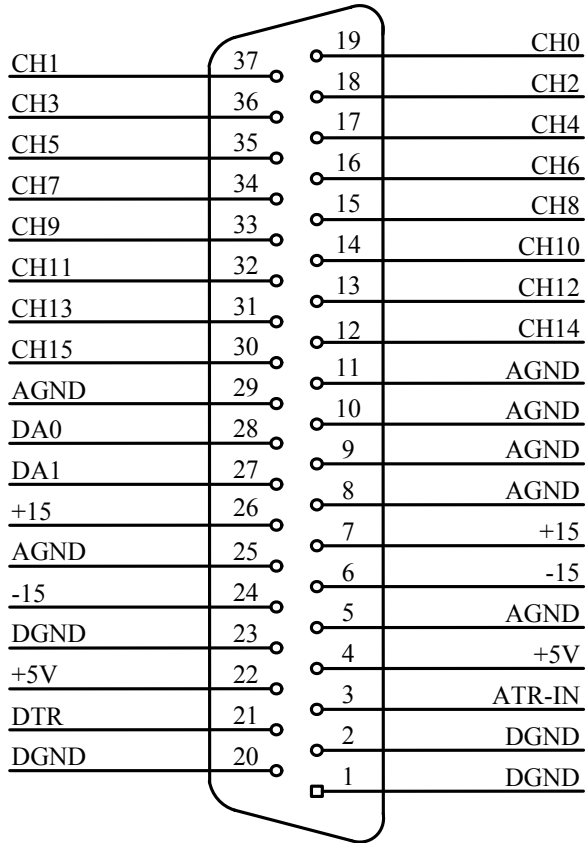 19 CH0
CH1 37
18 CH2
CH3 36
17 CH4
CH5 35
16 CH6
CH7 34
15 CH8
CH9 33
14 CH10
CH11 32
13 CH12
CH13 31
12 CH14
CH15 30
11 AGND
AGND 29
10 AGND
DA0 28
9 AGND
DA1 27
8 AGND
+15 26
7 +15
AGND 25
6 -15
-15 24
5 AGND
DGND 23
4 +5V
+5V 22
3 ATR-IN
DTR 21
2 DGND
DGND 20
1 DGND